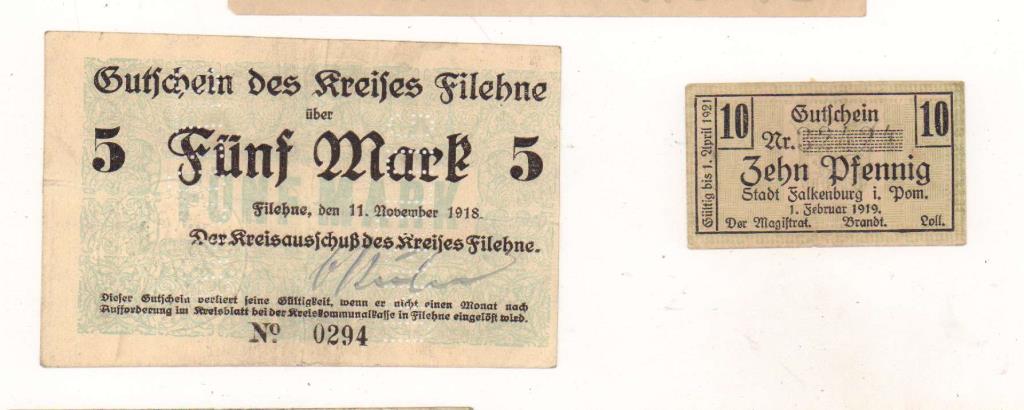 Gutschein des Kreises Filehne
über
5 Fünf Mark 5
FÜNF MARK
Filehne, den 11. November 1918.
Der Kreisausschuß des Kreises Filehne.
Dieser Gutschein verliert seine Gültigkeit, wenn er nicht einen Monat nach
Aufforderung im Kreisblatt bei der Kreiskommunalkasse in Filehne eingelöst wird.
No 0294
Gültig bis 1. April 1921
10 Gutschein 10
Nr.
Zehn Pfennig
Stadt Falkenburg i. Pom.
1. Februar 1919.
Der Magistrat. Brandt. Loll.